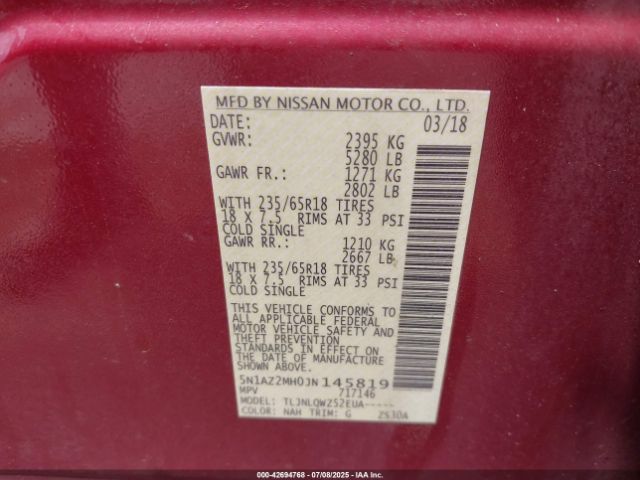 MFD BY NISSAN MOTOR CO., LTD.
DATE: 03/18
GVWR: 2395 KG
5280 LB
GAWR FR.: 1271 KG
2802 LB
WITH 235/65R18 TIRES
18 X 7.5 RIMS AT 33 PSI
COLD SINGLE
GAWR RR.: 1210 KG
2667 LB
WITH 235/65R18 TIRES
18 X 7.5 RIMS AT 33 PSI
COLD SINGLE
THIS VEHICLE CONFORMS TO
ALL APPLICABLE FEDERAL
MOTOR VEHICLE SAFETY AND
THEFT PREVENTION
STANDARDS IN EFFECT ON
THE DATE OF MANUFACTURE
SHOWN ABOVE.
5N1AZ2MH0JN145819
MPV 717146
MODEL: TLJNLQWZ52EUA-----
COLOR: NAH TRIM: G ZS30A
000-42694768 - 07/08/2025 - IAA Inc.